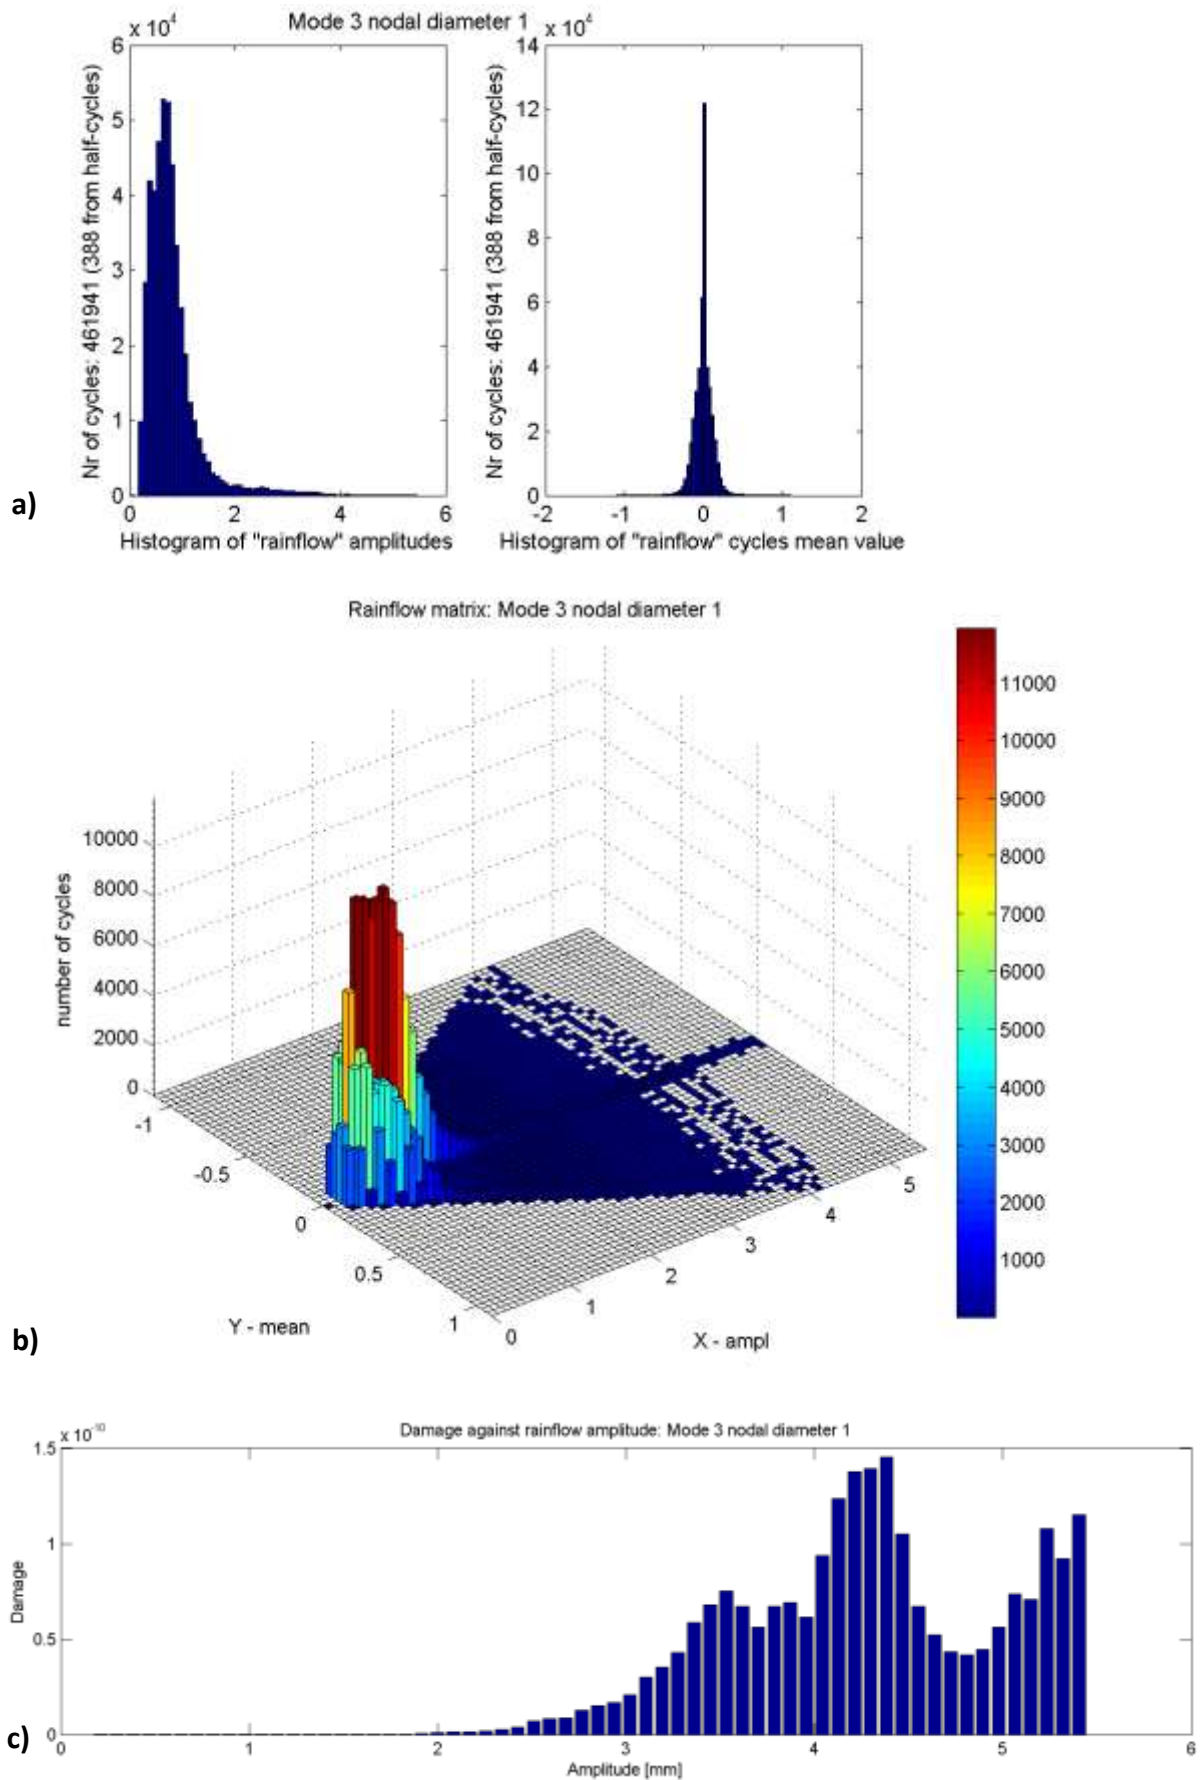 Mode 3 nodal diameter 1
x 10^4
x 10^4
6
5
4
3
2
1
0
Nr of cycles: 461941 (388 from half-cycles)
0 2 4 6
Histogram of "rainflow" amplitudes
14
12
10
8
6
4
2
0
Nr of cycles: 461941 (388 from half-cycles)
-2 -1 0 1 2
Histogram of "rainflow" cycles mean value
a)
Rainflow matrix: Mode 3 nodal diameter 1
10000
8000
6000
4000
2000
0
number of cycles
-1
-0.5
0
0.5
1
Y - mean
0
1
2
3
4
5
X - ampl
11000
10000
9000
8000
7000
6000
5000
4000
3000
2000
1000
b)
Damage against rainflow amplitude: Mode 3 nodal diameter 1
x 10^-10
1.5
1
0.5
0
Damage
0 1 2 3 4 5 6
Amplitude [mm]
c)